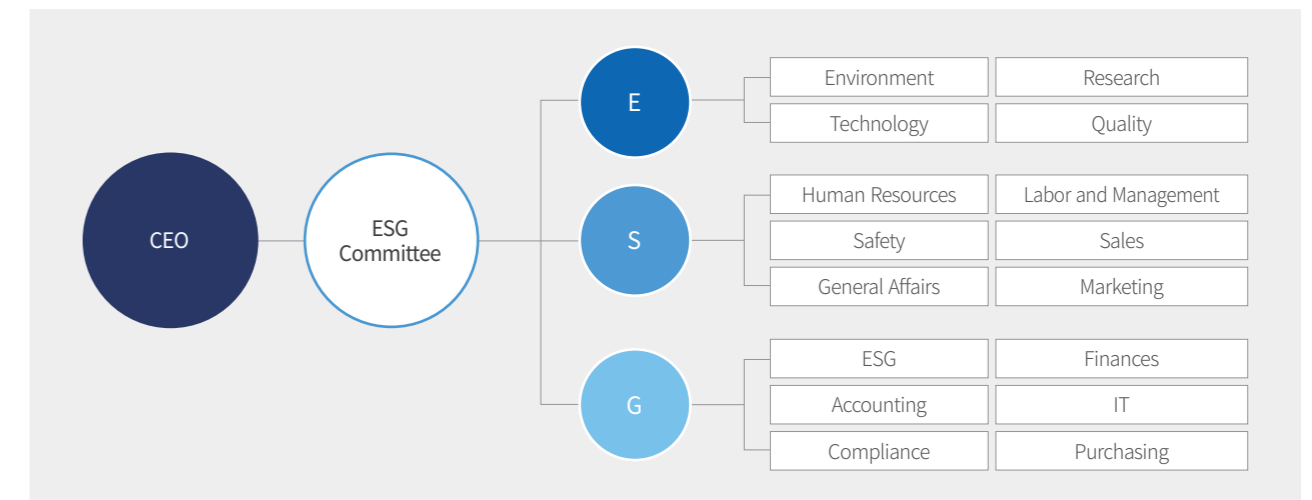 CEO
ESG
Committee
E
Environment
Research
Technology
Quality
S
Human Resources
Labor and Management
Safety
Sales
General Affairs
Marketing
G
ESG
Finances
Accounting
IT
Compliance
Purchasing